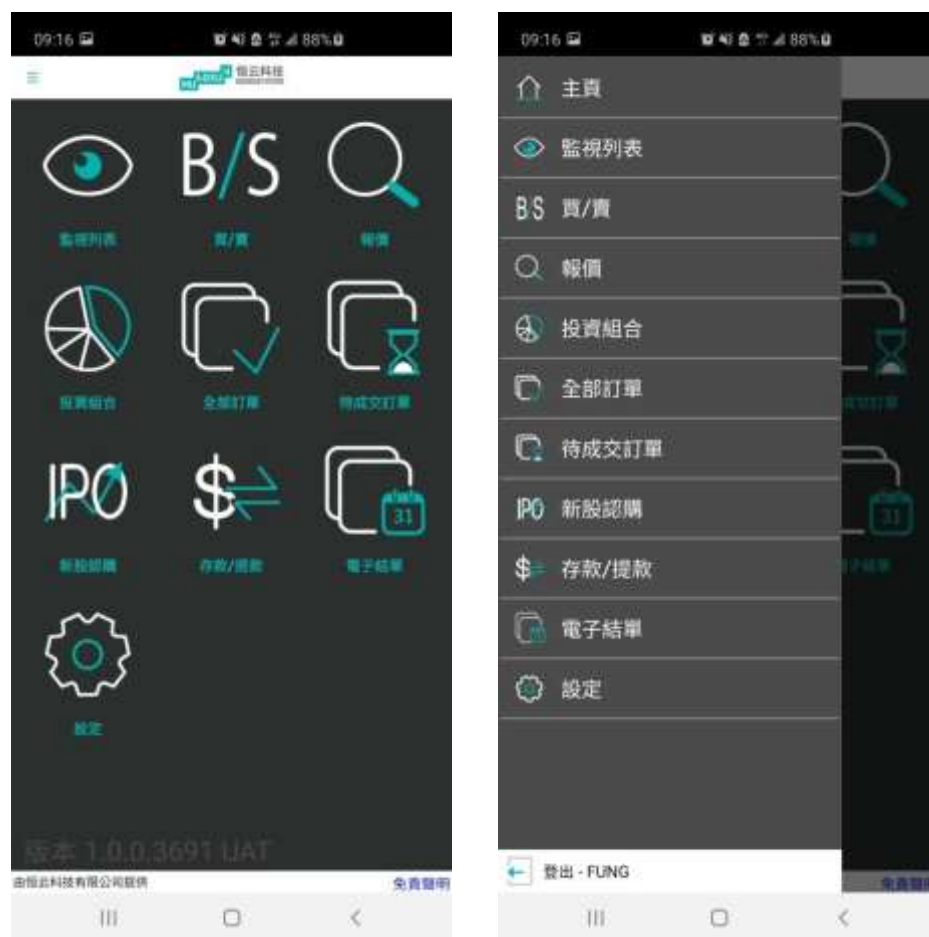 09:16
88%
恒云科技
B/S
監視列表
買/賣
報價
投資組合
全部訂單
待成交訂單
IPO
$
31
新股認購
存款/提款
電子結單
設定
版本 1.0.0.3691 UAT
由恒云科技有限公司提供
免責聲明
09:16
88%
主頁
監視列表
B/S 買/賣
報價
投資組合
全部訂單
待成交訂單
IPO 新股認購
$ 存款/提款
電子結單
設定
登出 - FUNG
免責聲明